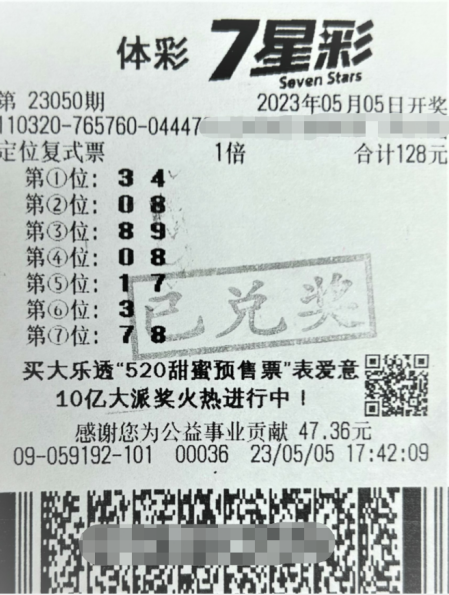 体彩 7星彩
Seven Stars
第 23050期 2023年05月05日开奖
110320-765760-04447
定位复式票 1倍 合计128元
第①位: 3 4
第②位: 0 8
第③位: 8 9
第④位: 0 8
第⑤位: 1 7
第⑥位: 3
第⑦位: 7 8
已兑奖
买大乐透“520甜蜜预售票”表爱意
10亿大派奖火热进行中！
感谢您为公益事业贡献 47.36元
09-059192-101 00036 23/05/05 17:42:09